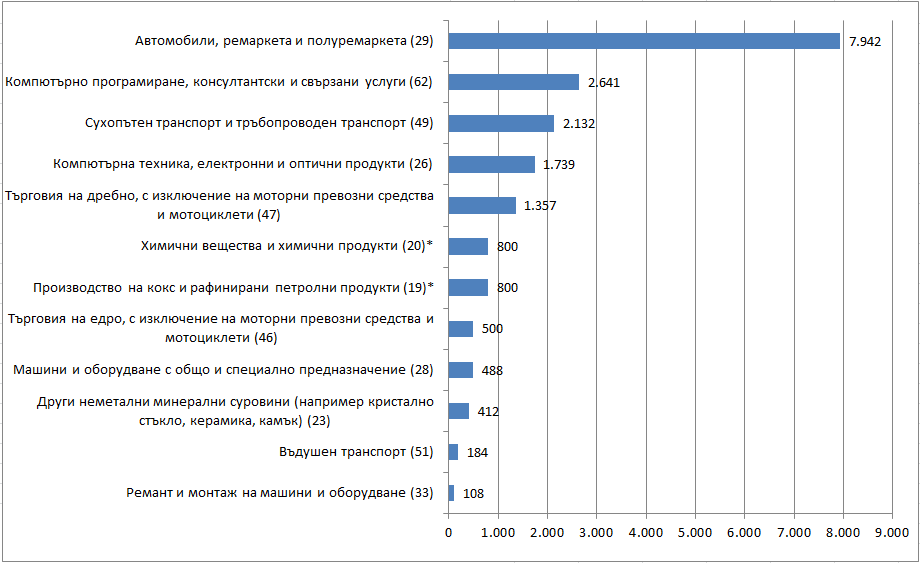 Автомобили, ремаркета и полуремаркета (29)
7.942
Компютърно програмиране, консултантски и свързани услуги (62)
2.641
Сухопътен транспорт и тръбопроводен транспорт (49)
2.132
Компютърна техника, електронни и оптични продукти (26)
1.739
Търговия на дребно, с изключение на моторни превозни средства
и мотоциклети (47)
1.357
Химични вещества и химични продукти (20)*
800
Производство на кокс и рафинирани петролни продукти (19)*
800
Търговия на едро, с изключение на моторни превозни средства и
мотоциклети (46)
500
Машини и оборудване с общо и специално предназначение (28)
488
Други неметални минерални суровини (например кристално
стъкло, керамика, камък) (23)
412
Въдушен транспорт (51)
184
Ремант и монтаж на машини и оборудване (33)
108
0 1.000 2.000 3.000 4.000 5.000 6.000 7.000 8.000 9.000